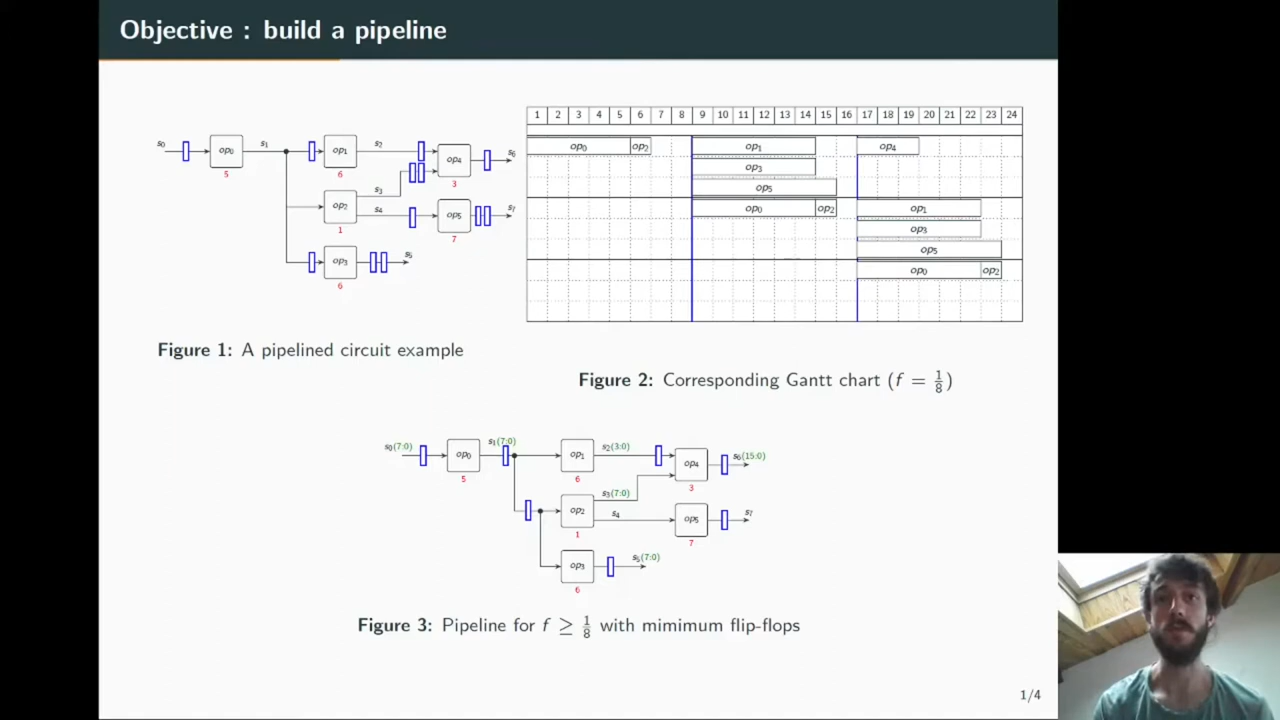 Objective : build a pipeline
s0 op0 s1 op1 s2 op4 s6
5 6 3
op2 s3 s4 op5 s7
1 7
op3 s5
6
Figure 1: A pipelined circuit example
1 2 3 4 5 6 7 8 9 10 11 12 13 14 15 16 17 18 19 20 21 22 23 24
op0 op2 op1 op4
op3
op5
op0 op2 op1
op3
op5
op0 op2
Figure 2: Corresponding Gantt chart (f = 1/8)
s0(7:0) op0 s1(7:0) op1 s2(3:0) op4 s6(15:0)
5 6 3
op2 s3(7:0) s4 op5 s7
1 7
op3 s5(7:0)
6
Figure 3: Pipeline for f ≥ 1/8 with mimimum flip-flops
1/4